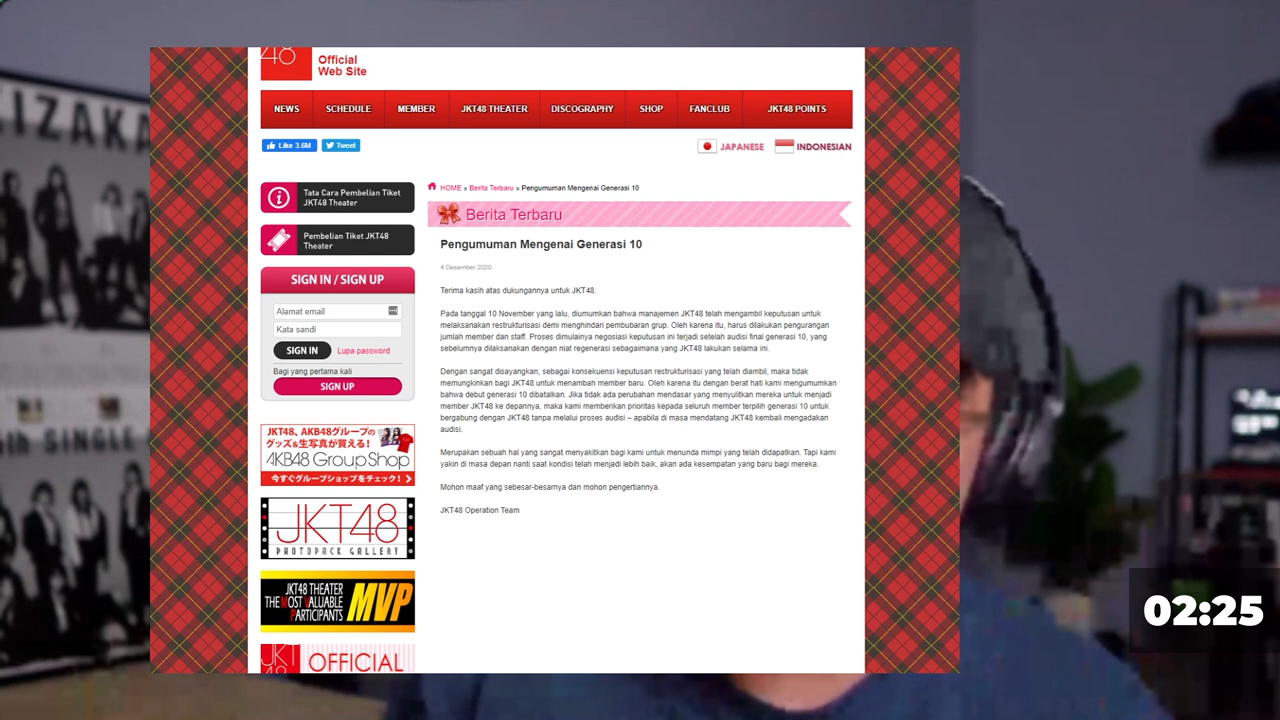 IZAKA
th SINGLE
48
Official
Web Site
NEWS
SCHEDULE
MEMBER
JKT48 THEATER
DISCOGRAPHY
SHOP
FANCLUB
JKT48 POINTS
Like 3.6M
Tweet
JAPANESE
INDONESIAN
Tata Cara Pembelian Tiket
JKT48 Theater
Pembelian Tiket JKT48
Theater
SIGN IN / SIGN UP
Alamat email
Kata sandi
SIGN IN
Lupa password
Bagi yang pertama kali
SIGN UP
JKT48、AKB48グループの
グッズ&生写真が買える!
AKB48 Group Shop
今すぐグループショップをチェック!
JKT48
PHOTOPACK GALLERY
JKT48 THEATER
THE MOST VALUABLE
PARTICIPANTS
MVP
JKT
48
OFFICIAL
HOME » Berita Terbaru » Pengumuman Mengenai Generasi 10
Berita Terbaru
Pengumuman Mengenai Generasi 10
4 Desember 2020
Terima kasih atas dukungannya untuk JKT48.
Pada tanggal 10 November yang lalu, diumumkan bahwa manajemen JKT48 telah mengambil keputusan untuk
melaksanakan restrukturisasi demi menghindari pembubaran grup. Oleh karena itu, harus dilakukan pengurangan
jumlah member dan staff. Proses dimulainya negosiasi keputusan ini terjadi setelah audisi final generasi 10, yang
sebelumnya dilaksanakan dengan niat regenerasi sebagaimana yang JKT48 lakukan selama ini.
Dengan sangat disayangkan, sebagai konsekuensi keputusan restrukturisasi yang telah diambil, maka tidak
memungkinkan bagi JKT48 untuk menambah member baru. Oleh karena itu dengan berat hati kami mengumumkan
bahwa debut generasi 10 dibatalkan. Jika tidak ada perubahan mendasar yang menyulitkan mereka untuk menjadi
member JKT48 ke depannya, maka kami memberikan prioritas kepada seluruh member terpilih generasi 10 untuk
bergabung dengan JKT48 tanpa melalui proses audisi – apabila di masa mendatang JKT48 kembali mengadakan
audisi.
Merupakan sebuah hal yang sangat menyakitkan bagi kami untuk menunda mimpi yang telah didapatkan. Tapi kami
yakin di masa depan nanti saat kondisi telah menjadi lebih baik, akan ada kesempatan yang baru bagi mereka.
Mohon maaf yang sebesar-besarnya dan mohon pengertiannya.
JKT48 Operation Team
02:25